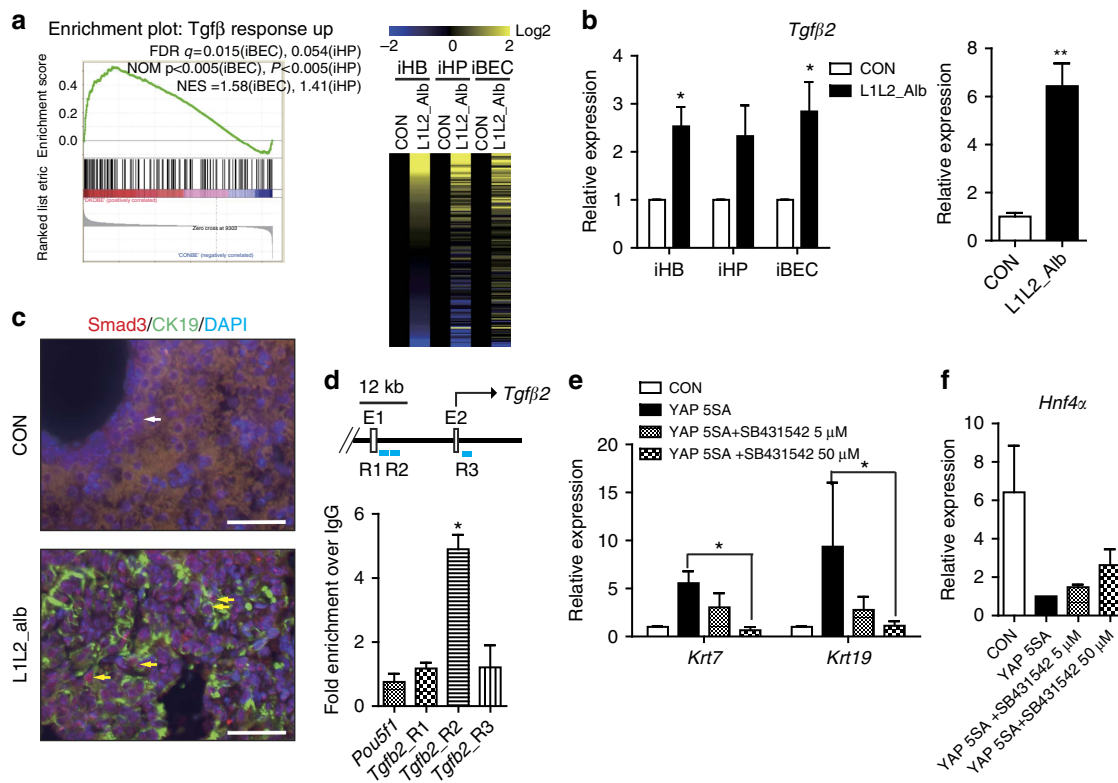 a
Enrichment plot: Tgfβ response up
FDR q=0.015(iBEC), 0.054(iHP)
NOM p<0.005(iBEC), P<0.005(iHP)
NES =1.58(iBEC), 1.41(iHP)
Enrichment score
0.4
0.2
0.0
Ranked list etric
'DKOBE' (positively correlated)
Zero cross at 9303
'CONBE' (negatively correlated)
−2 0 2 Log2
iHB iHP iBEC
CON L1L2_Alb CON L1L2_Alb CON L1L2_Alb
b
Tgfβ2
CON
L1L2_Alb
Relative expression
4
3
2
1
0
* *
iHB iHP iBEC
Relative expression
8
6
4
2
0
**
CON L1L2_Alb
c
Smad3/CK19/DAPI
CON
L1L2_alb
d
12 kb
Tgfβ2
E1 E2
R1 R2 R3
Fold enrichment over IgG
6
4
2
0
*
Pou5f1 Tgfb2_R1 Tgfb2_R2 Tgfb2_R3
e
CON
YAP 5SA
YAP 5SA+SB431542 5 μM
YAP 5SA +SB431542 50 μM
Relative expression
20
15
10
5
0
* *
Krt7 Krt19
f
Hnf4α
Relative expression
10
8
6
4
2
0
CON
YAP 5SA
YAP 5SA +SB431542 5 μM
YAP 5SA+SB431542 50 μM